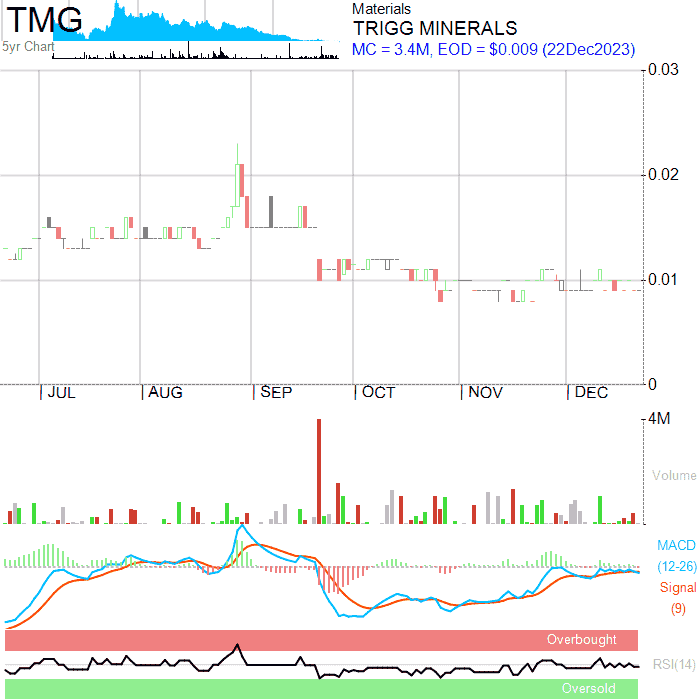 TMG
Materials
TRIGG MINERALS
5yr Chart
MC = 3.4M, EOD = $0.009 (22Dec2023)
0.03
0.02
0.01
0
JUL AUG SEP OCT NOV DEC
4M
Volume
MACD
(12-26)
Signal
(9)
Overbought
RSI(14)
Oversold